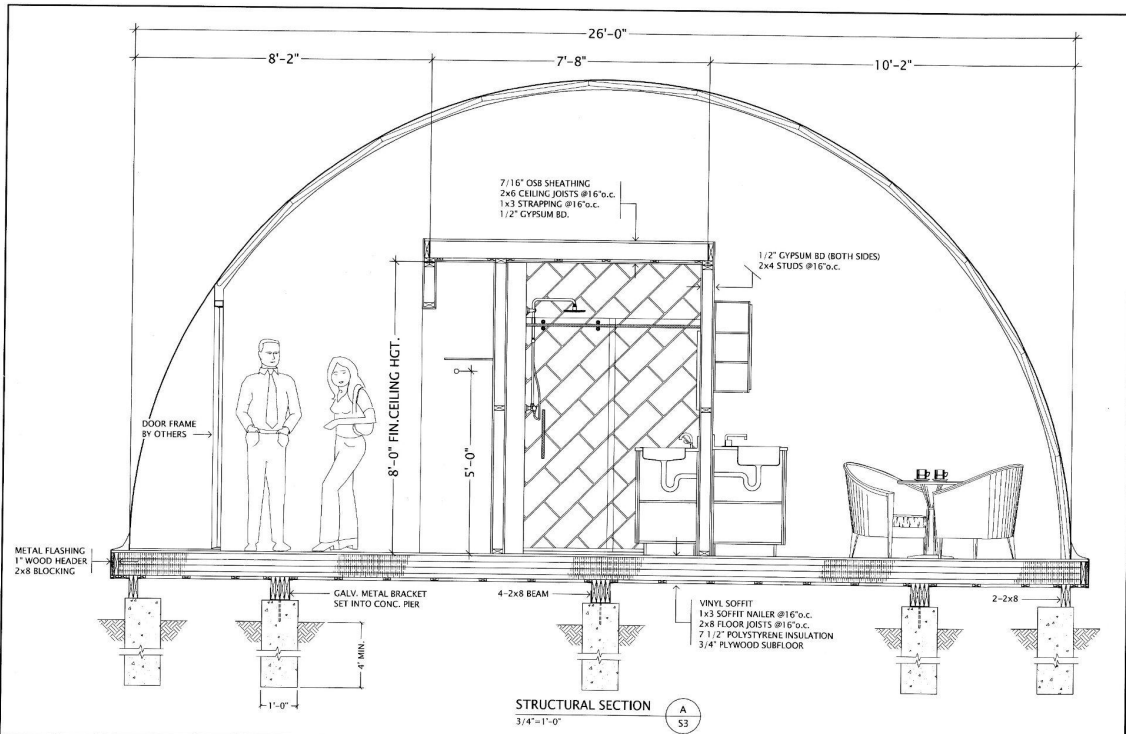 26'-0"
8'-2"
7'-8"
10'-2"
7/16" OSB SHEATHING
2x6 CEILING JOISTS @16"o.c.
1x3 STRAPPING @16"o.c.
1/2" GYPSUM BD.
1/2" GYPSUM BD (BOTH SIDES)
2x4 STUDS @16"o.c.
8'-0" FIN.CEILING HGT.
5'-0"
DOOR FRAME
BY OTHERS
METAL FLASHING
1" WOOD HEADER
2x8 BLOCKING
GALV. METAL BRACKET
SET INTO CONC. PIER
4-2x8 BEAM
VINYL SOFFIT
1x3 SOFFIT NAILER @16"o.c.
2x8 FLOOR JOISTS @16"o.c.
7 1/2" POLYSTYRENE INSULATION
3/4" PLYWOOD SUBFLOOR
2-2x8
4' MIN.
1'-0"
STRUCTURAL SECTION
3/4"=1'-0"
A
S3